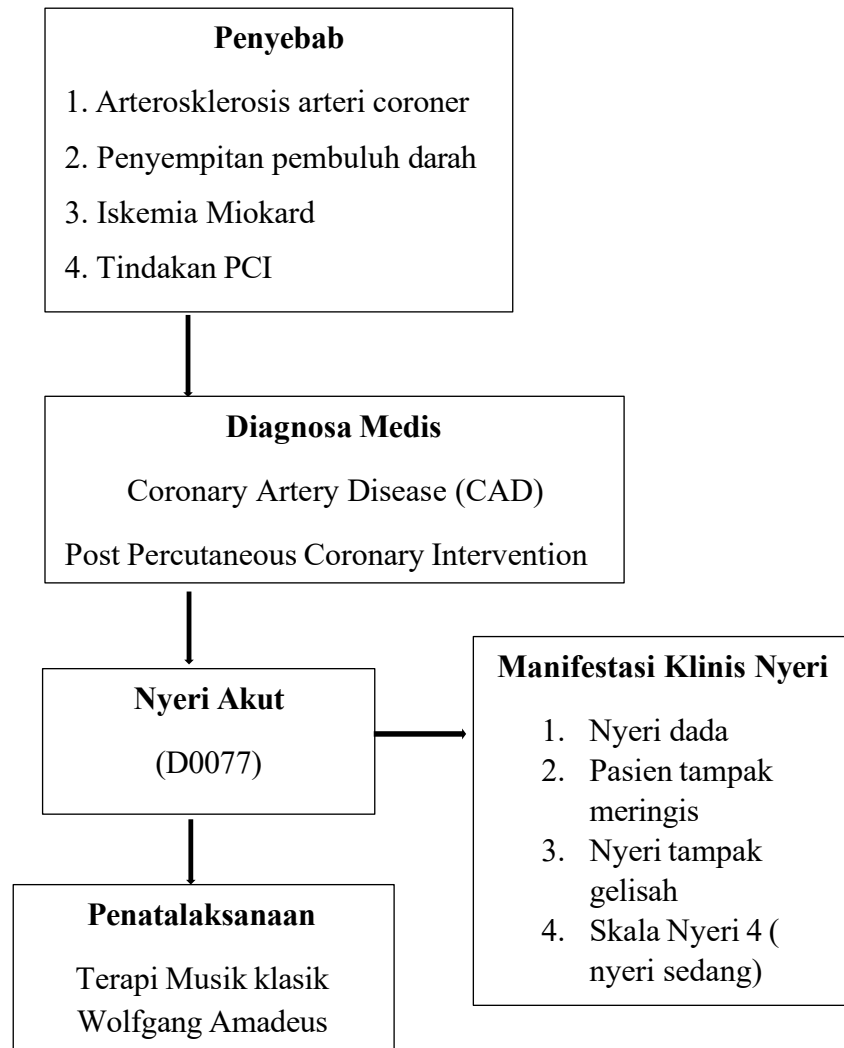 Penyebab
1. Arterosklerosis arteri coroner
2. Penyempitan pembuluh darah
3. Iskemia Miokard
4. Tindakan PCI
Diagnosa Medis
Coronary Artery Disease (CAD)
Post Percutaneous Coronary Intervention
Nyeri Akut
(D0077)
Manifestasi Klinis Nyeri
1. Nyeri dada
2. Pasien tampak
meringis
3. Nyeri tampak
gelisah
4. Skala Nyeri 4 (
nyeri sedang)
Penatalaksanaan
Terapi Musik klasik
Wolfgang Amadeus